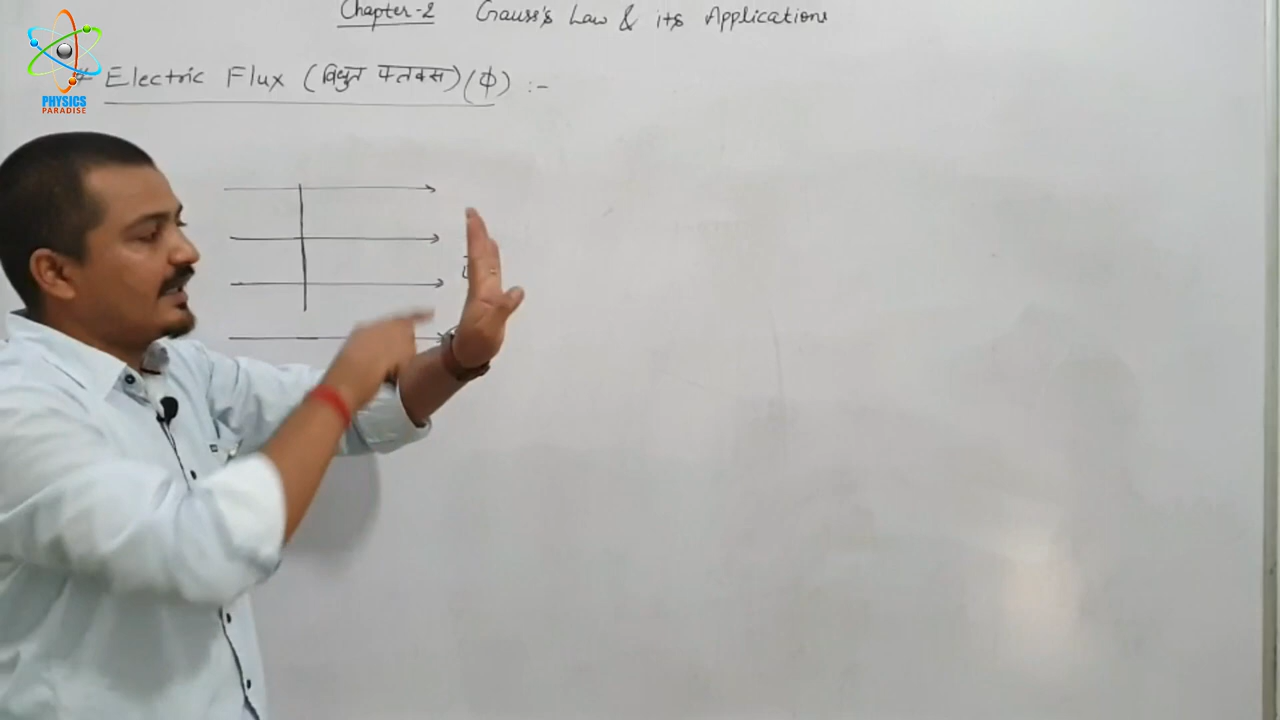 Chapter-2 Gauss's Law & its Applications
# Electric Flux (विद्युत फ्लक्स) (Φ) :-
PHYSICS
PARADISE